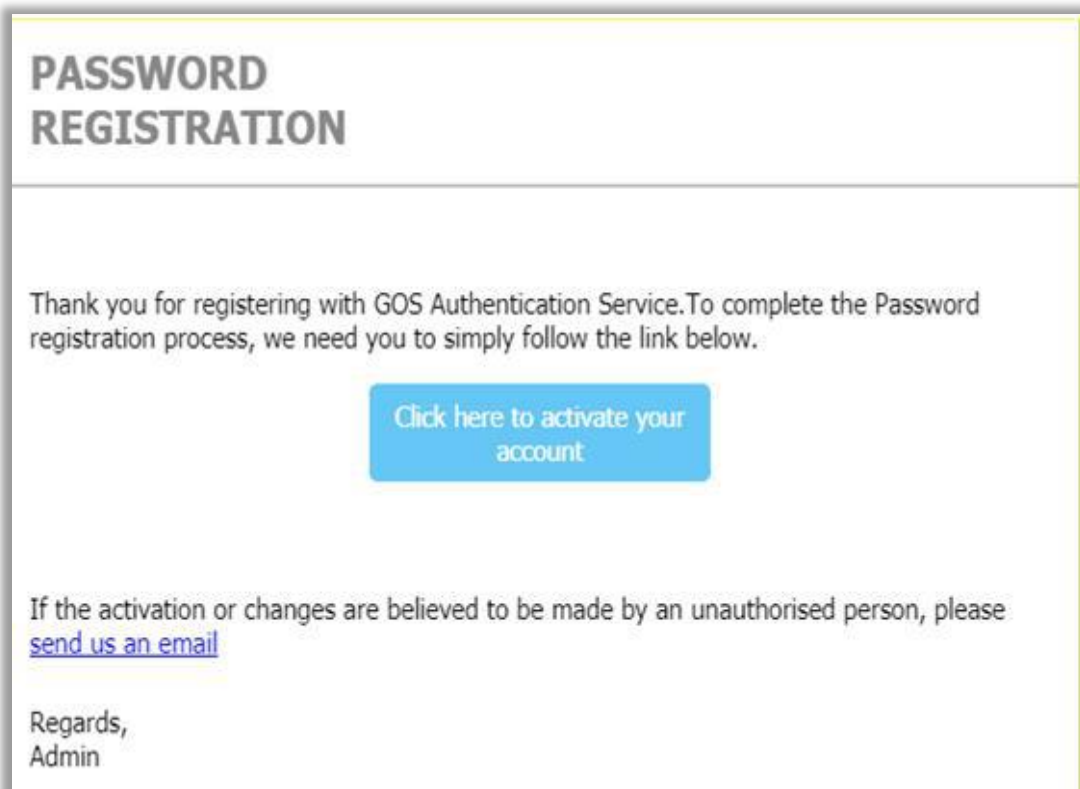 PASSWORD
REGISTRATION
Thank you for registering with GOS Authentication Service.To complete the Password
registration process, we need you to simply follow the link below.
Click here to activate your
account
If the activation or changes are believed to be made by an unauthorised person, please
send us an email
Regards,
Admin